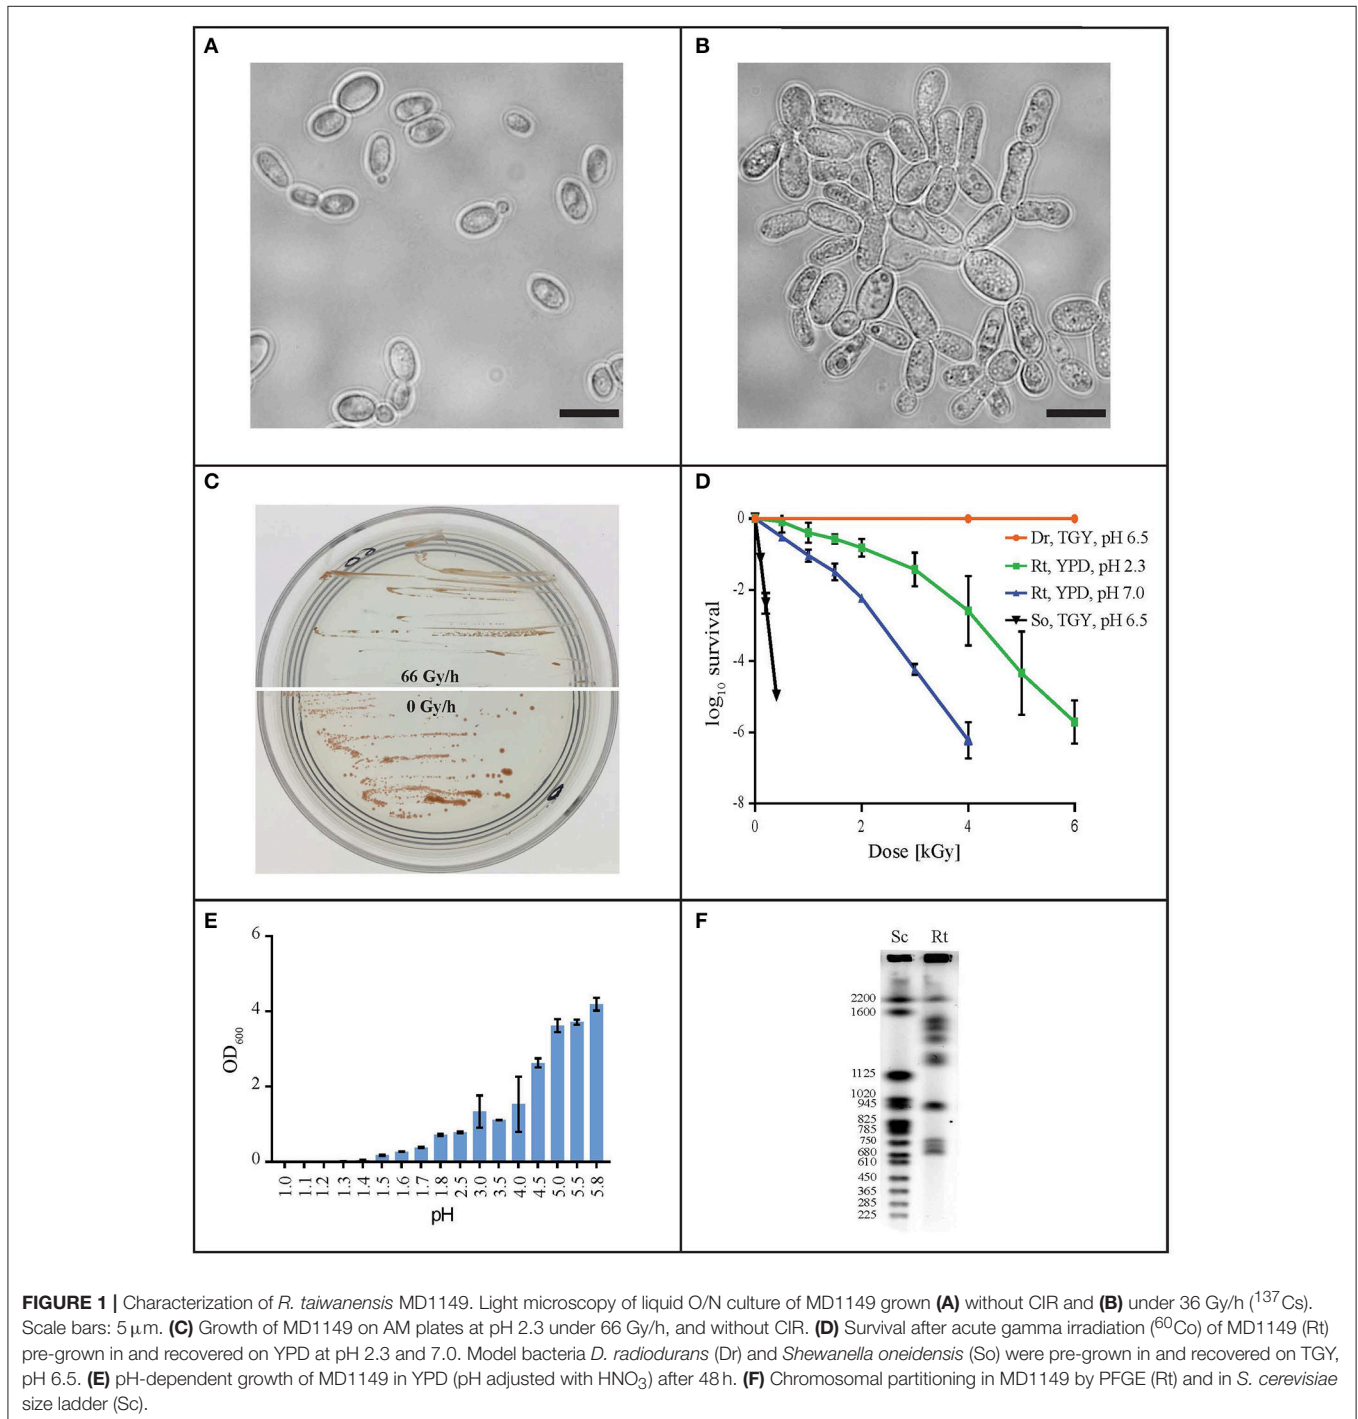 A
B
C
66 Gy/h
0 Gy/h
D
0
-2
-4
-6
-8
log10 survival
0 2 4 6
Dose [kGy]
Dr, TGY, pH 6.5
Rt, YPD, pH 2.3
Rt, YPD, pH 7.0
So, TGY, pH 6.5
E
6
4
2
0
OD600
1.0 1.1 1.2 1.3 1.4 1.5 1.6 1.7 1.8 2.5 3.0 3.5 4.0 4.5 5.0 5.5 5.8
pH
F
Sc Rt
2200
1600
1125
1020
945
825
785
750
680
610
450
365
285
225
FIGURE 1 | Characterization of R. taiwanensis MD1149. Light microscopy of liquid O/N culture of MD1149 grown (A) without CIR and (B) under 36 Gy/h (137Cs).
Scale bars: 5 μm. (C) Growth of MD1149 on AM plates at pH 2.3 under 66 Gy/h, and without CIR. (D) Survival after acute gamma irradiation (60Co) of MD1149 (Rt)
pre-grown in and recovered on YPD at pH 2.3 and 7.0. Model bacteria D. radiodurans (Dr) and Shewanella oneidensis (So) were pre-grown in and recovered on TGY,
pH 6.5. (E) pH-dependent growth of MD1149 in YPD (pH adjusted with HNO3) after 48 h. (F) Chromosomal partitioning in MD1149 by PFGE (Rt) and in S. cerevisiae
size ladder (Sc).